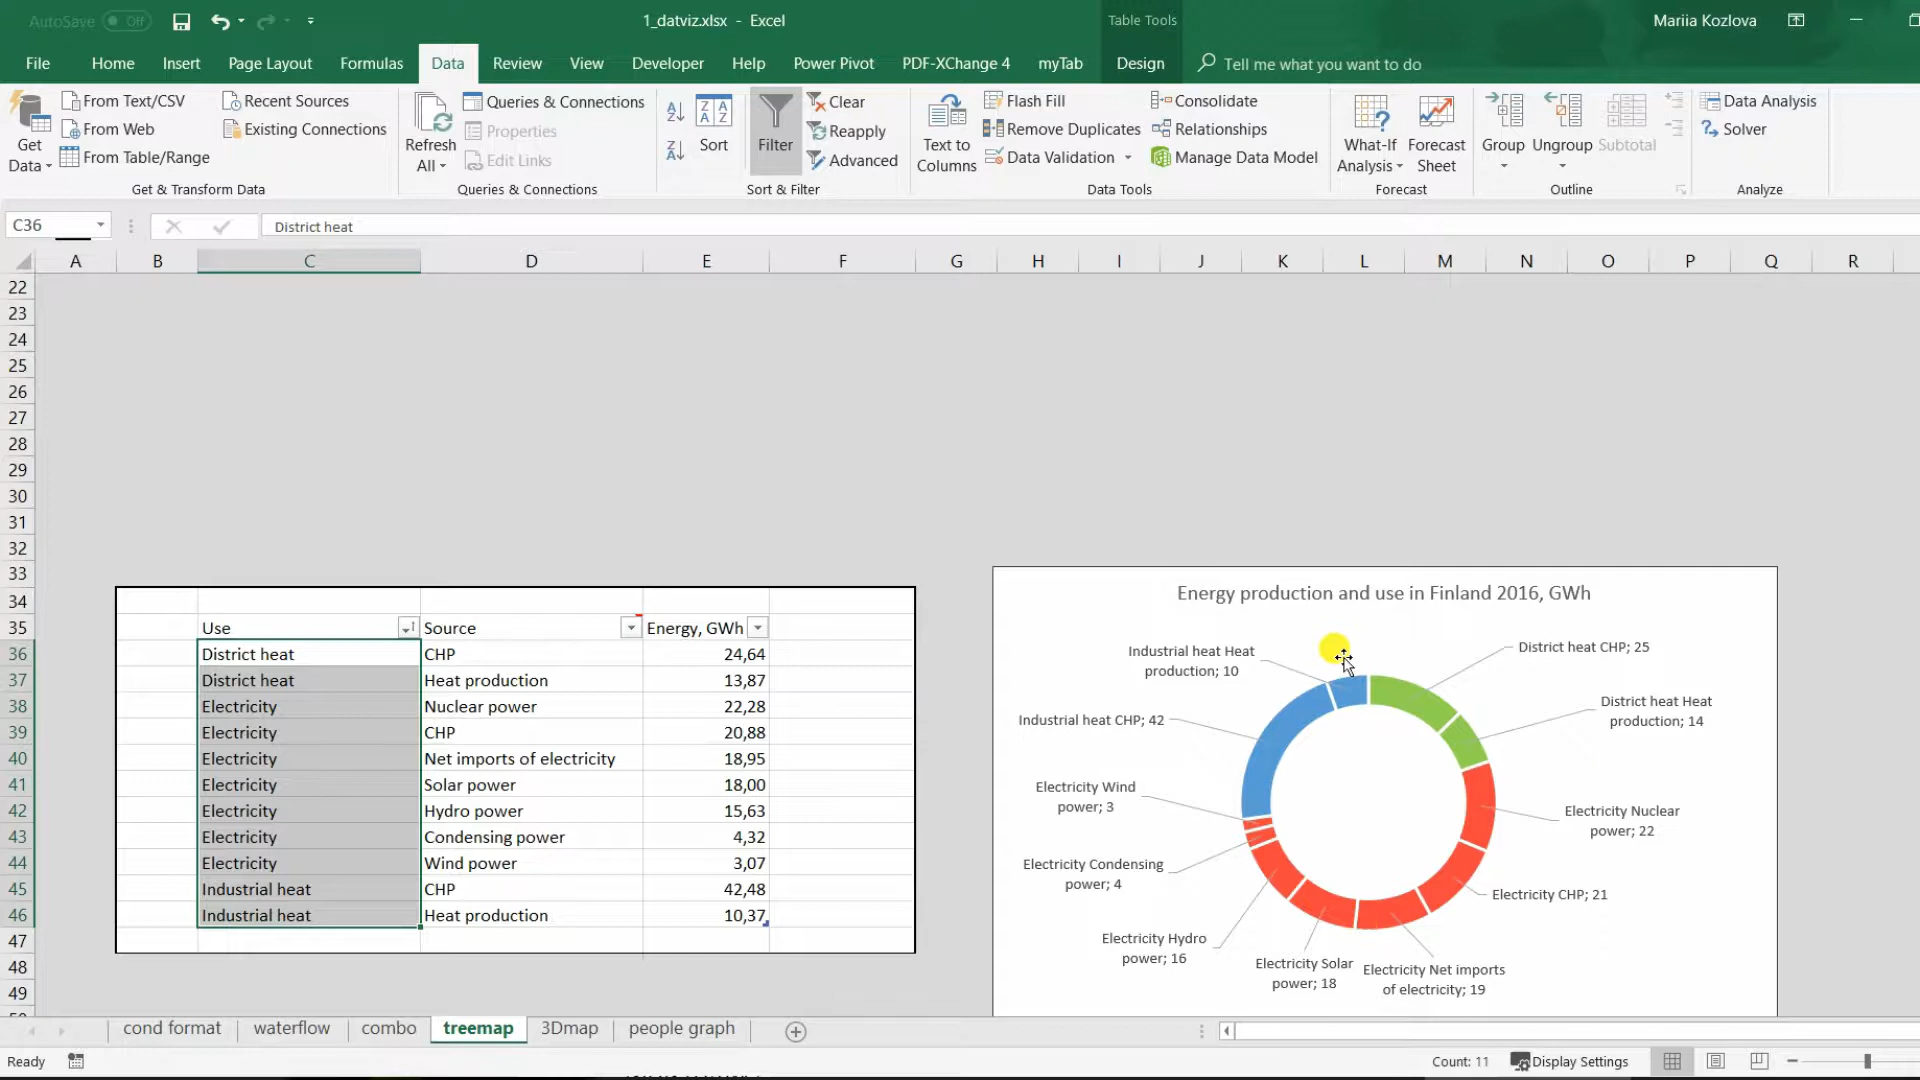 AutoSave Off 1_datviz.xlsx - Excel Table Tools Mariia Kozlova
File Home Insert Page Layout Formulas Data Review View Developer Help Power Pivot PDF-XChange 4 myTab Design Tell me what you want to do
Get Data
From Text/CSV
From Web
From Table/Range
Recent Sources
Existing Connections
Get & Transform Data
Refresh All
Queries & Connections
Properties
Edit Links
Queries & Connections
Sort
Filter
Clear
Reapply
Advanced
Sort & Filter
Text to Columns
Flash Fill
Remove Duplicates
Data Validation
Consolidate
Relationships
Manage Data Model
Data Tools
What-If Analysis
Forecast Sheet
Forecast
Group
Ungroup
Subtotal
Outline
Data Analysis
Solver
Analyze
C36 District heat
A B C D E F G H I J K L M N O P Q R
22
23
24
25
26
27
28
29
30
31
32
33
34
35 Use Source Energy, GWh
36 District heat CHP 24,64
37 District heat Heat production 13,87
38 Electricity Nuclear power 22,28
39 Electricity CHP 20,88
40 Electricity Net imports of electricity 18,95
41 Electricity Solar power 18,00
42 Electricity Hydro power 15,63
43 Electricity Condensing power 4,32
44 Electricity Wind power 3,07
45 Industrial heat CHP 42,48
46 Industrial heat Heat production 10,37
47
48
49
Energy production and use in Finland 2016, GWh
Industrial heat Heat
production; 10
District heat CHP; 25
District heat Heat
production; 14
Industrial heat CHP; 42
Electricity Wind
power; 3
Electricity Nuclear
power; 22
Electricity Condensing
power; 4
Electricity CHP; 21
Electricity Hydro
power; 16
Electricity Solar
power; 18
Electricity Net imports
of electricity; 19
cond format waterflow combo treemap 3Dmap people graph
Ready Count: 11 Display Settings